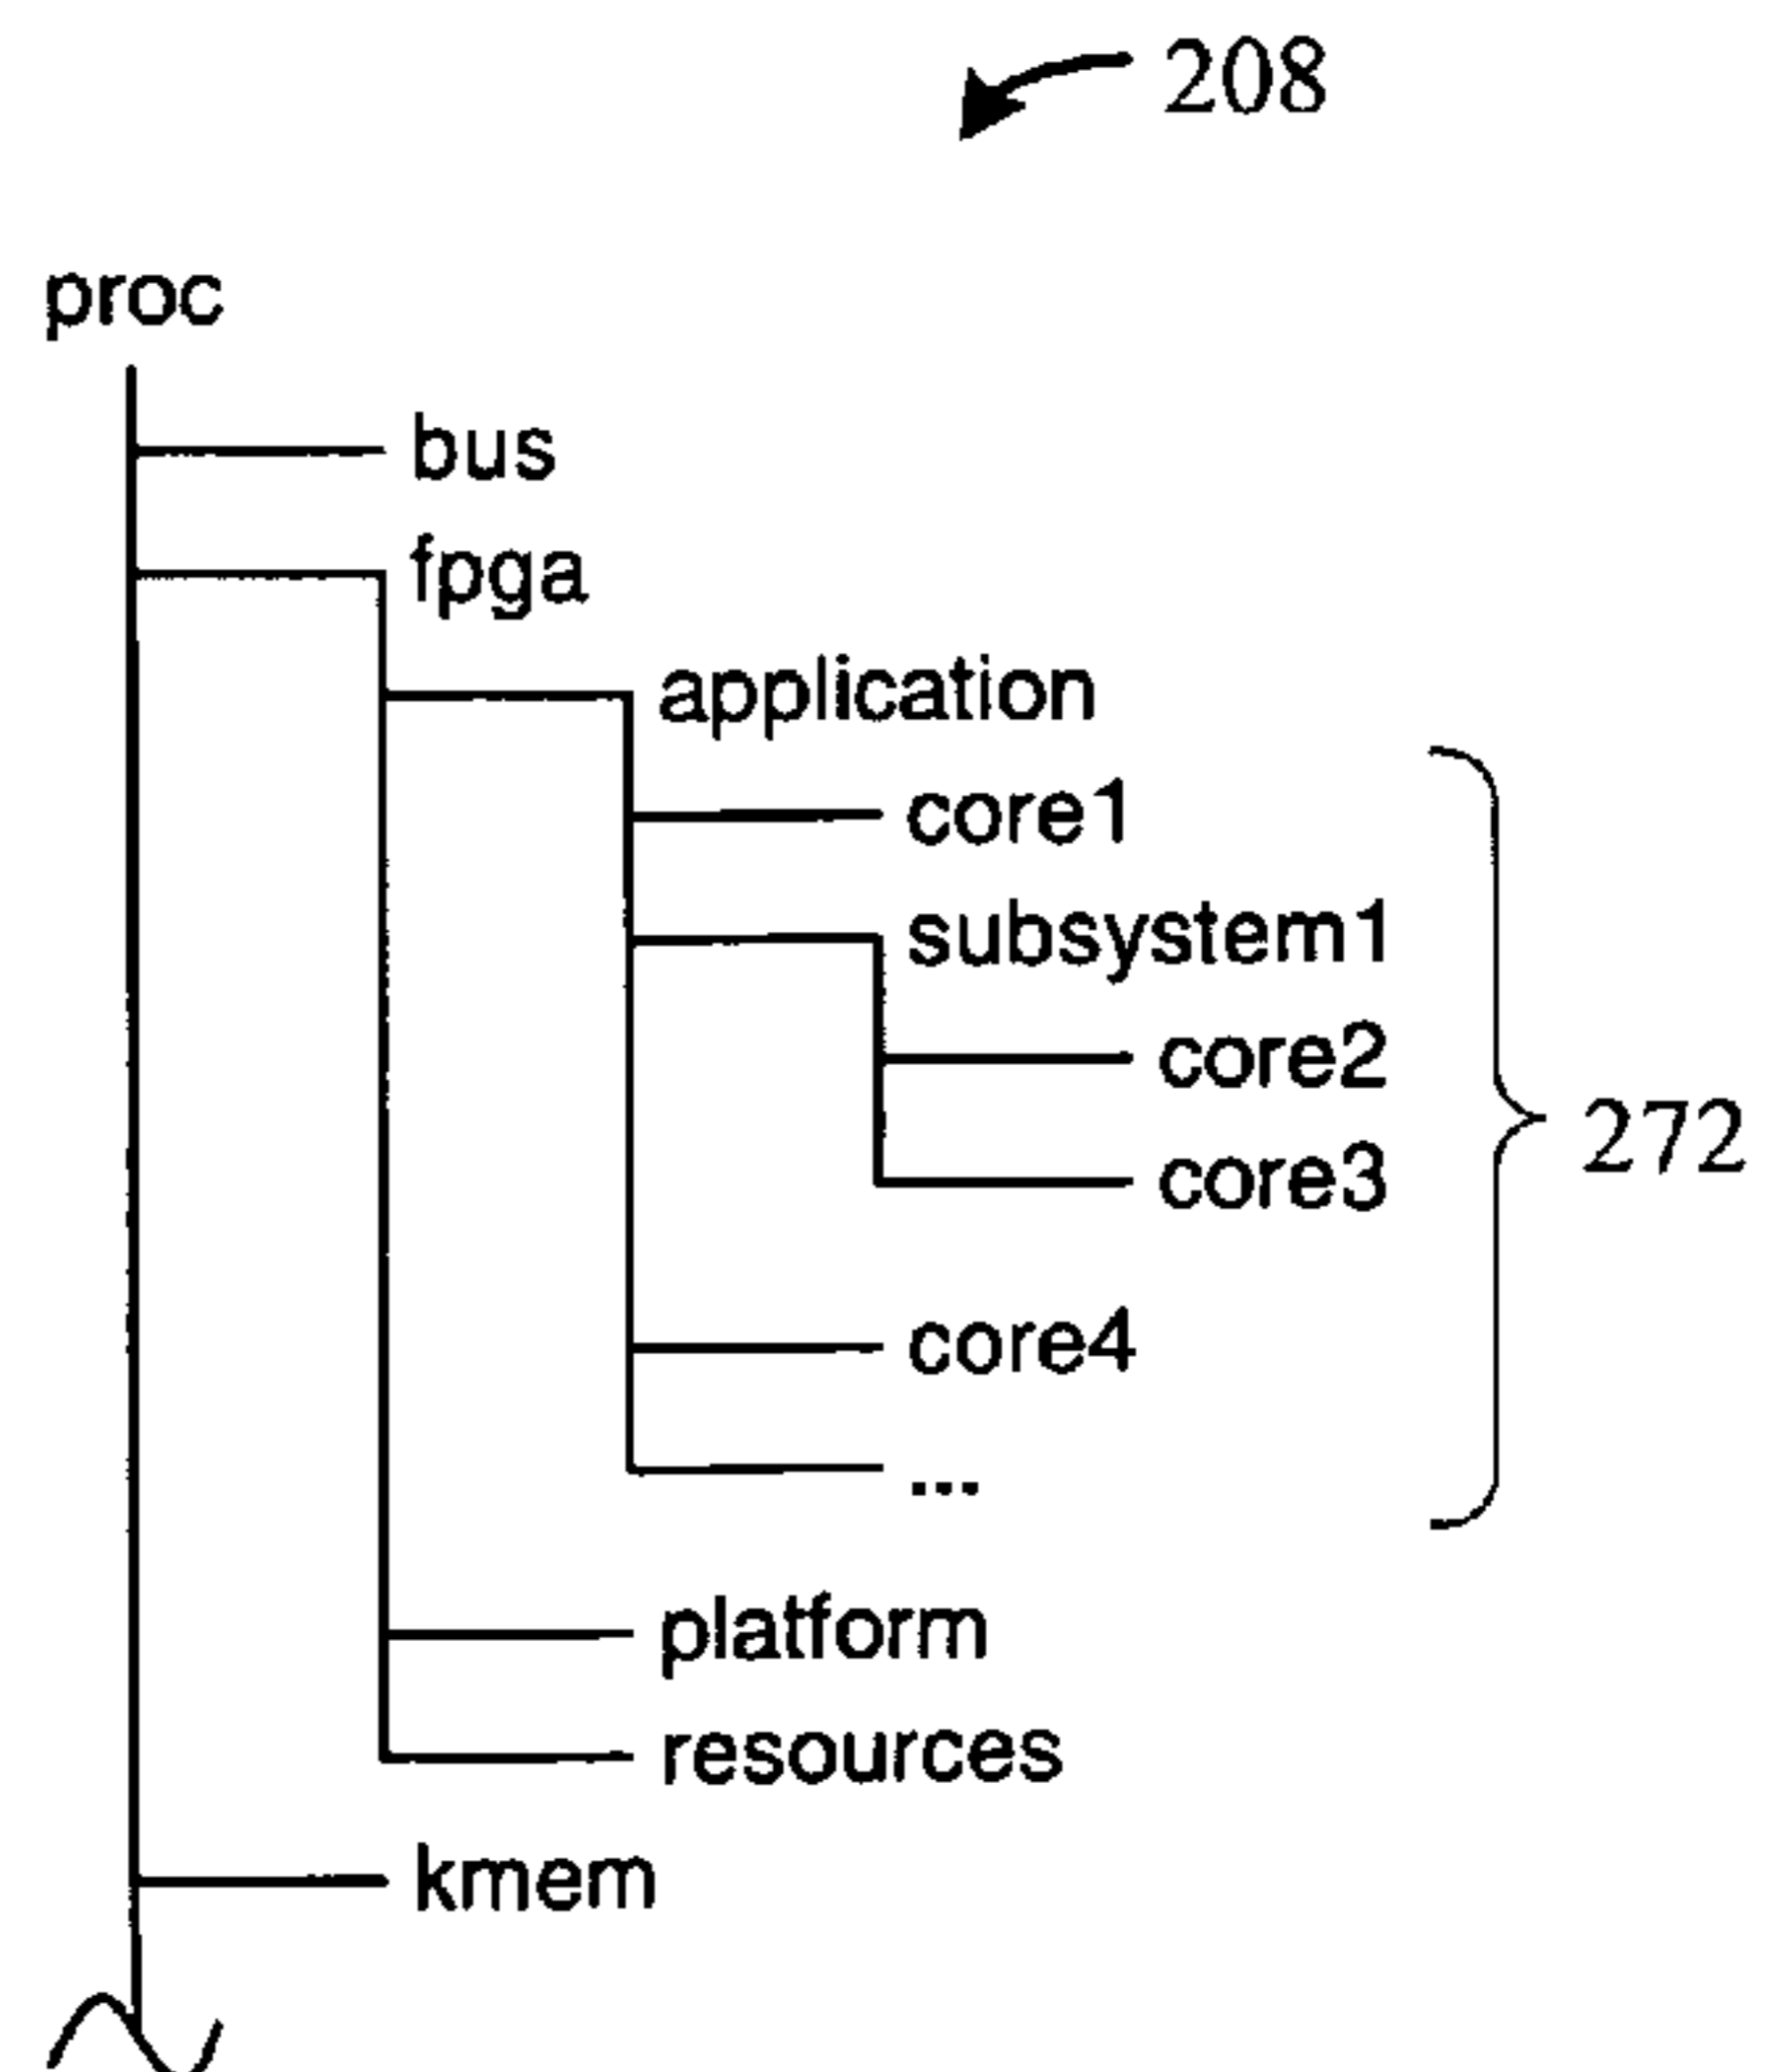 208
proc
bus
fpga
application
core1
subsystem1
core2
272
core3
core4
...
platform
resources
kmem